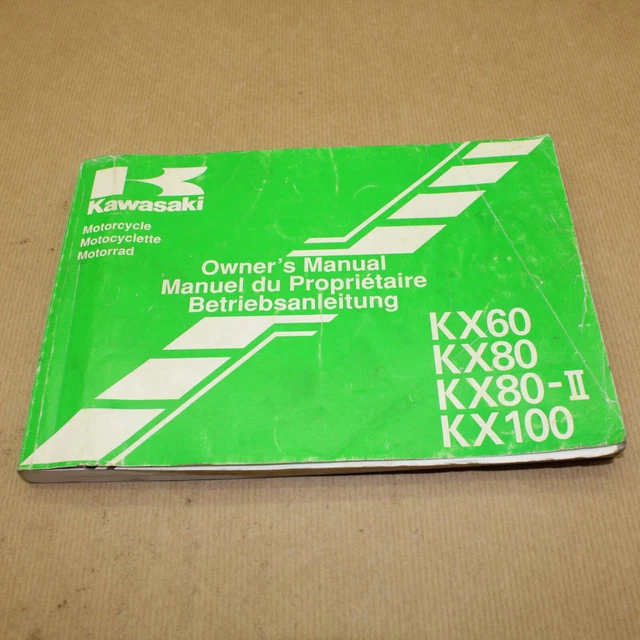 Kawasaki
Motorcycle
Motocyclette
Motorrad
Owner's Manual
Manuel du Propriétaire
Betriebsanleitung
KX60
KX80
KX80-II
KX100